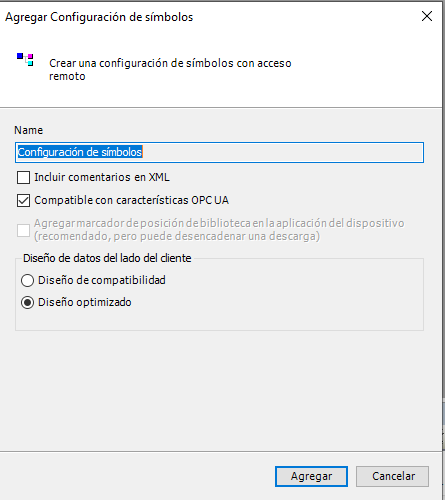 Agregar Configuración de símbolos
Crear una configuración de símbolos con acceso
remoto
Name
Configuración de símbolos
Incluir comentarios en XML
Compatible con características OPC UA
Agregar marcador de posición de biblioteca en la aplicación del dispositivo
(recomendado, pero puede desencadenar una descarga)
Diseño de datos del lado del cliente
Diseño de compatibilidad
Diseño optimizado
Agregar
Cancelar